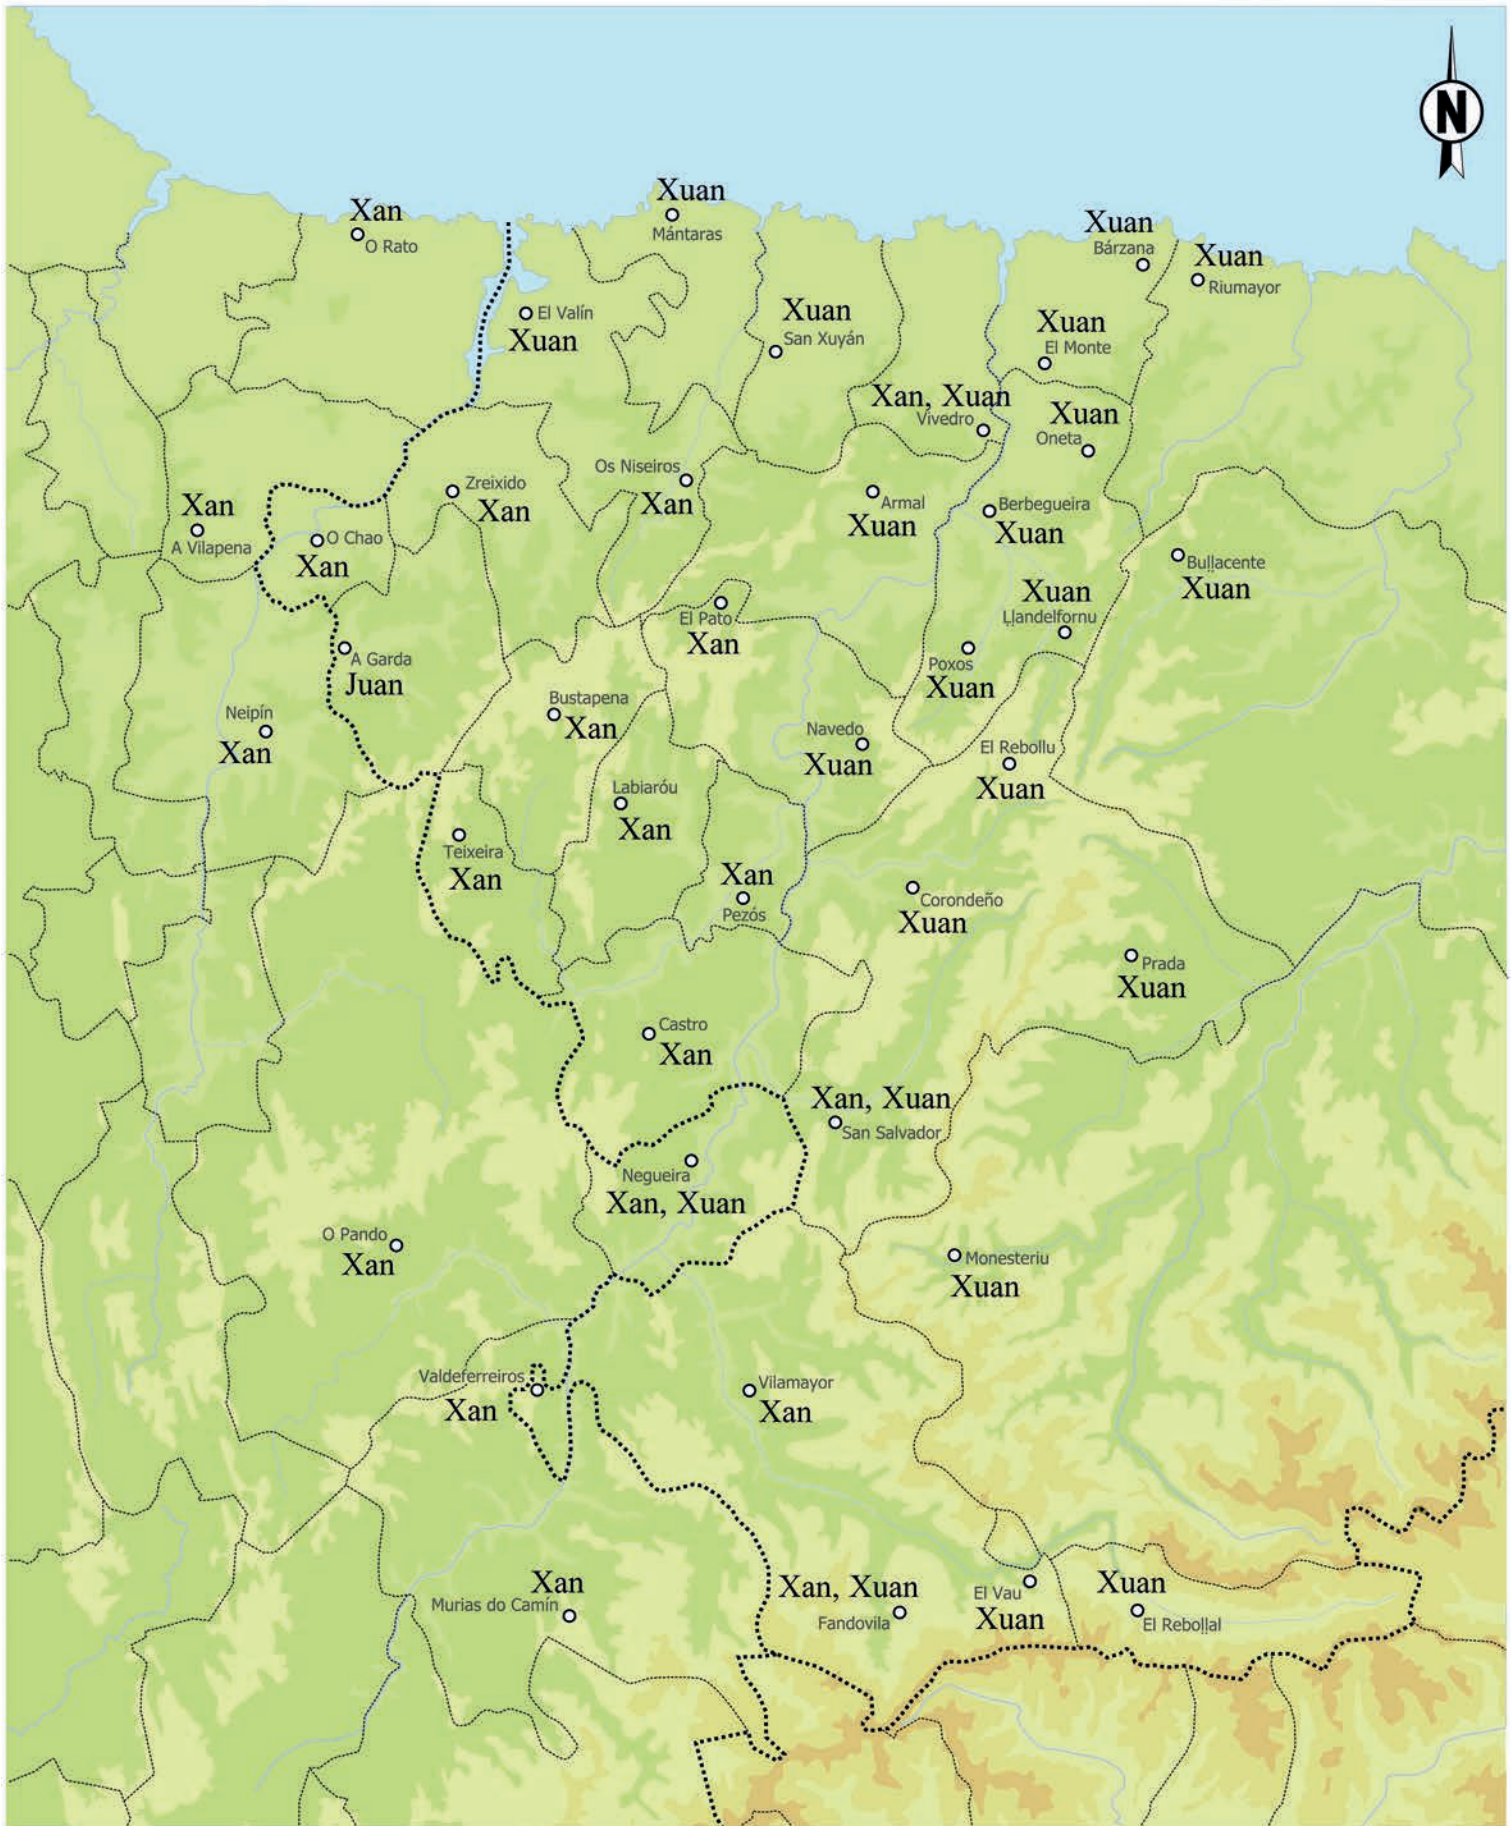 N
Xuan
Mántaras
Xan
O Rato
Xuan
Bárzana
Xuan
Riumayor
El Valín
Xuan
Xuan
San Xuyán
Xuan
El Monte
Xan, Xuan
Vivedro
Xuan
Oneta
Os Niseiros
Xan
Zreixido
Xan
Xan
A Vilapena
O Chao
Xan
Armal
Xuan
Berbegueira
Xuan
Buḷḷacente
Xuan
Xuan
Ḷḷandelfornu
El Pato
Xan
A Garda
Juan
Poxos
Xuan
Neipín
Xan
Bustapena
Xan
Navedo
Xuan
El Rebollu
Xuan
Labiaróu
Xan
Teixeira
Xan
Xan
Pezós
Corondeño
Xuan
Prada
Xuan
Castro
Xan
Xan, Xuan
San Salvador
Negueira
Xan, Xuan
O Pando
Xan
Monesteriu
Xuan
Valdeferreiros
Xan
Vilamayor
Xan
Xan
Murias do Camín
Xan, Xuan
Fandovila
El Vau
Xuan
Xuan
El Reboḷḷal